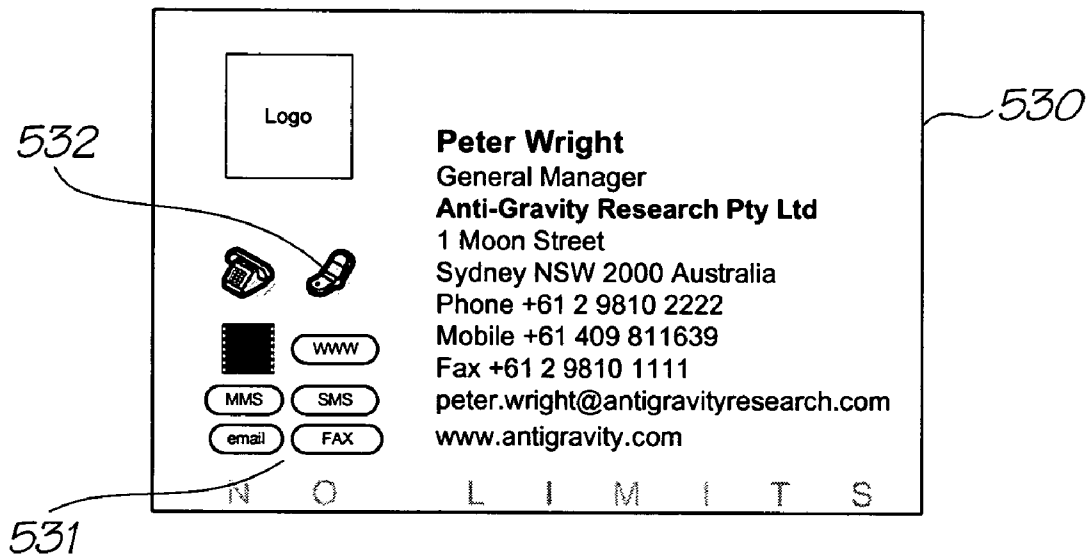 530
Logo
532
Peter Wright
General Manager
Anti-Gravity Research Pty Ltd
1 Moon Street
Sydney NSW 2000 Australia
Phone +61 2 9810 2222
Mobile +61 409 811639
Fax +61 2 9810 1111
peter.wright@antigravityresearch.com
www.antigravity.com
WWW
MMS SMS
email FAX
NO LIMITS
531